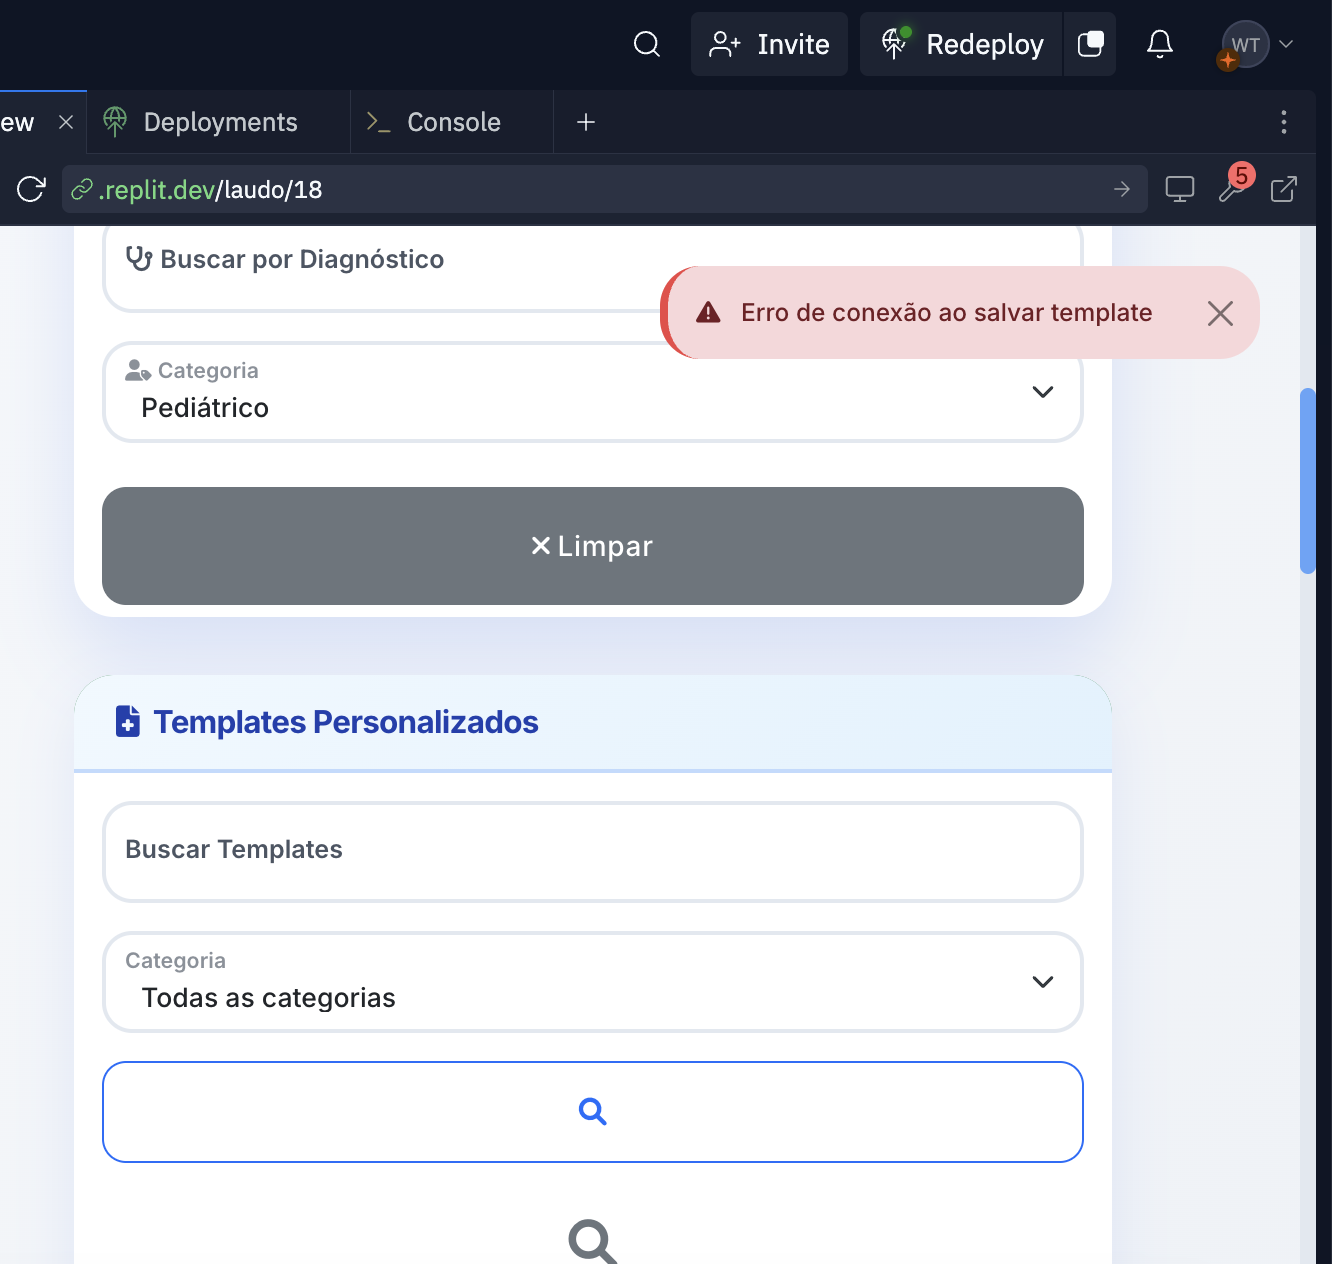 Invite
Redeploy
WT
ew
Deployments
Console
.replit.dev/laudo/18
5
Buscar por Diagnóstico
Erro de conexão ao salvar template
Categoria
Pediátrico
Limpar
Templates Personalizados
Buscar Templates
Categoria
Todas as categorias